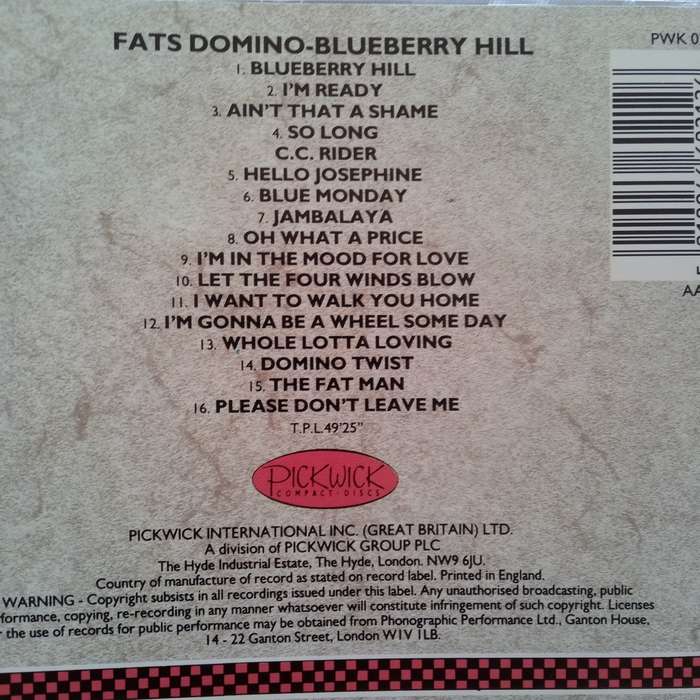 FATS DOMINO-BLUEBERRY HILL
PWK 0
1. BLUEBERRY HILL
2. I'M READY
3. AIN'T THAT A SHAME
4. SO LONG
C.C. RIDER
5. HELLO JOSEPHINE
6. BLUE MONDAY
7. JAMBALAYA
8. OH WHAT A PRICE
9. I'M IN THE MOOD FOR LOVE
10. LET THE FOUR WINDS BLOW
11. I WANT TO WALK YOU HOME
12. I'M GONNA BE A WHEEL SOME DAY
13. WHOLE LOTTA LOVING
14. DOMINO TWIST
15. THE FAT MAN
16. PLEASE DON'T LEAVE ME
T.P.L.49'25"
AA
PICKWICK
COMPACT·DISCS
PICKWICK INTERNATIONAL INC. (GREAT BRITAIN) LTD.
A division of PICKWICK GROUP PLC
The Hyde Industrial Estate, The Hyde, London. NW9 6JU.
Country of manufacture of record as stated on record label. Printed in England.
WARNING - Copyright subsists in all recordings issued under this label. Any unauthorised broadcasting, public
formance, copying, re-recording in any manner whatsoever will constitute infringement of such copyright. Licenses
the use of records for public performance may be obtained from Phonographic Performance Ltd., Ganton House,
14 - 22 Ganton Street, London W1V 1LB.